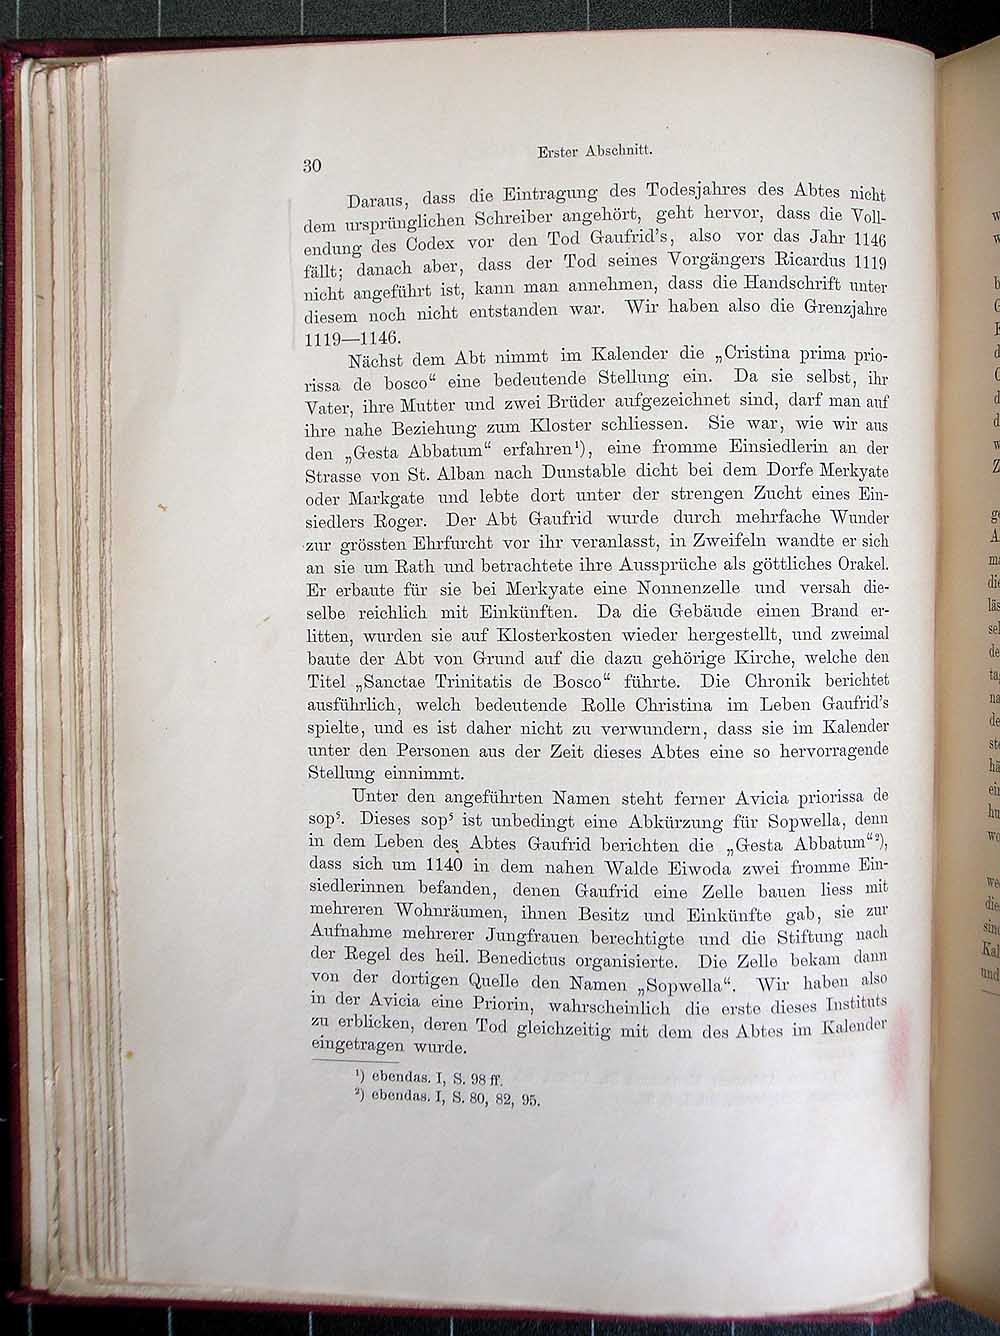 Erster Abschnitt.
30
Daraus, dass die Eintragung des Todesjahres des Abtes nicht
dem ursprünglichen Schreiber angehört, geht hervor, dass die Voll-
endung des Codex vor den Tod Gaufrid's, also vor das Jahr 1146
fällt; danach aber, dass der Tod seines Vorgängers Ricardus 1119
nicht angeführt ist, kann man annehmen, dass die Handschrift unter
diesem noch nicht entstanden war. Wir haben also die Grenzjahre
1119—1146.
Nächst dem Abt nimmt im Kalender die „Cristina prima prio-
rissa de bosco“ eine bedeutende Stellung ein. Da sie selbst, ihr
Vater, ihre Mutter und zwei Brüder aufgezeichnet sind, darf man auf
ihre nahe Beziehung zum Kloster schliessen. Sie war, wie wir aus
den „Gesta Abbatum“ erfahren¹), eine fromme Einsiedlerin an der
Strasse von St. Alban nach Dunstable dicht bei dem Dorfe Merkyate
oder Markgate und lebte dort unter der strengen Zucht eines Ein-
siedlers Roger. Der Abt Gaufrid wurde durch mehrfache Wunder
zur grössten Ehrfurcht vor ihr veranlasst, in Zweifeln wandte er sich
an sie um Rath und betrachtete ihre Aussprüche als göttliches Orakel.
Er erbaute für sie bei Merkyate eine Nonnenzelle und versah die-
selbe reichlich mit Einkünften. Da die Gebäude einen Brand er-
litten, wurden sie auf Klosterkosten wieder hergestellt, und zweimal
baute der Abt von Grund auf die dazu gehörige Kirche, welche den
Titel „Sanctae Trinitatis de Bosco“ führte. Die Chronik berichtet
ausführlich, welch bedeutende Rolle Christina im Leben Gaufrid's
spielte, und es ist daher nicht zu verwundern, dass sie im Kalender
unter den Personen aus der Zeit dieses Abtes eine so hervorragende
Stellung einnimmt.
Unter den angeführten Namen steht ferner Avicia priorissa de
sop⁵. Dieses sop⁵ ist unbedingt eine Abkürzung für Sopwella, denn
in dem Leben des Abtes Gaufrid berichten die „Gesta Abbatum“²),
dass sich um 1140 in dem nahen Walde Eiwoda zwei fromme Ein-
siedlerinnen befanden, denen Gaufrid eine Zelle bauen liess mit
mehreren Wohnräumen, ihnen Besitz und Einkünfte gab, sie zur
Aufnahme mehrerer Jungfrauen berechtigte und die Stiftung nach
der Regel des heil. Benedictus organisierte. Die Zelle bekam dann
von der dortigen Quelle den Namen „Sopwella“. Wir haben also
in der Avicia eine Priorin, wahrscheinlich die erste dieses Instituts
zu erblicken, deren Tod gleichzeitig mit dem des Abtes im Kalender
eingetragen wurde.
¹) ebendas. I, S. 98 ff.
²) ebendas. I, S. 80, 82, 95.